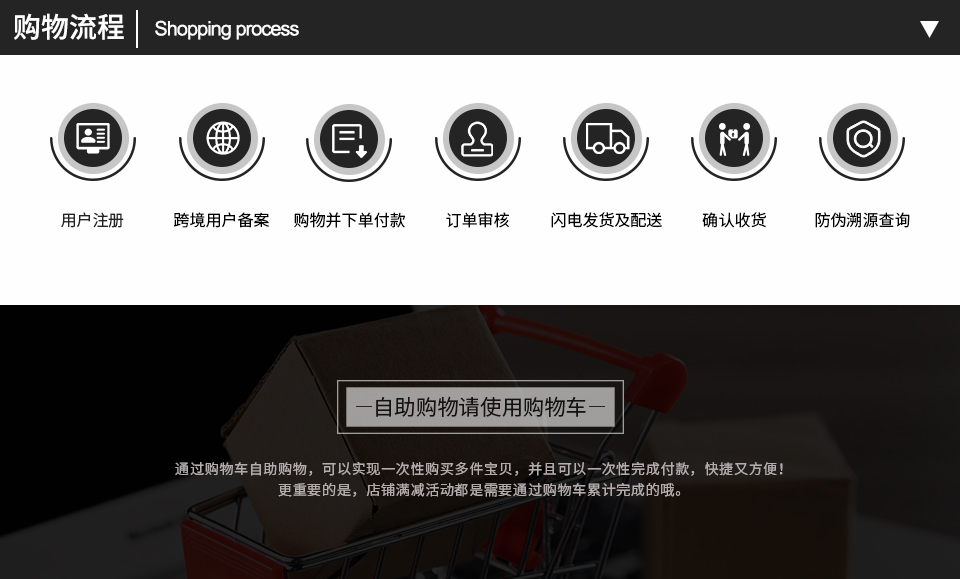 购物流程 Shopping process
用户注册 跨境用户备案 购物并下单付款 订单审核 闪电发货及配送 确认收货 防伪溯源查询
—自助购物请使用购物车—
通过购物车自助购物，可以实现一次性购买多件宝贝，并且可以一次性完成付款，快捷又方便！
更重要的是，店铺满减活动都是需要通过购物车累计完成的哦。